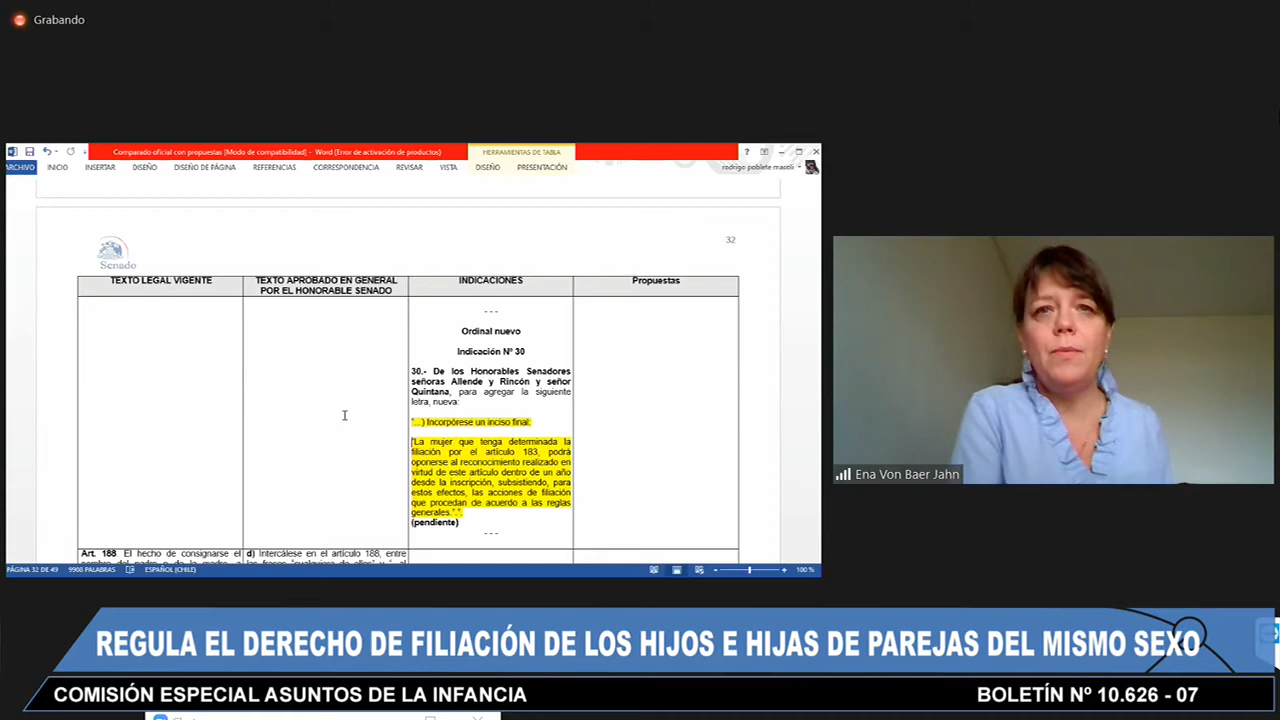 Grabando
Comparado oficial con propuestas [Modo de compatibilidad] - Word (Error de activación de productos)
HERRAMIENTAS DE TABLA
ARCHIVO INICIO INSERTAR DISEÑO DISEÑO DE PÁGINA REFERENCIAS CORRESPONDENCIA REVISAR VISTA DISEÑO PRESENTACIÓN
rodrigo poblete macoli
32
Senado
TEXTO LEGAL VIGENTE
TEXTO APROBADO EN GENERAL
POR EL HONORABLE SENADO
INDICACIONES
Propuestas
- - -
Ordinal nuevo
Indicación Nº 30
30.- De los Honorables Senadores
señoras Allende y Rincón y señor
Quintana, para agregar la siguiente
letra, nueva:
"...) Incorpórese un inciso final:
"La mujer que tenga determinada la
filiación por el artículo 183, podrá
oponerse al reconocimiento realizado en
virtud de este artículo dentro de un año
desde la inscripción, subsistiendo, para
estos efectos, las acciones de filiación
que procedan de acuerdo a las reglas
generales.".".
(pendiente)
- - -
Art. 188 El hecho de consignarse el
d) Intercálese en el artículo 188, entre
PÁGINA 32 DE 49 9908 PALABRAS ESPAÑOL (CHILE)
100 %
Ena Von Baer Jahn
REGULA EL DERECHO DE FILIACIÓN DE LOS HIJOS E HIJAS DE PAREJAS DEL MISMO SEXO
COMISIÓN ESPECIAL ASUNTOS DE LA INFANCIA
BOLETÍN Nº 10.626 - 07